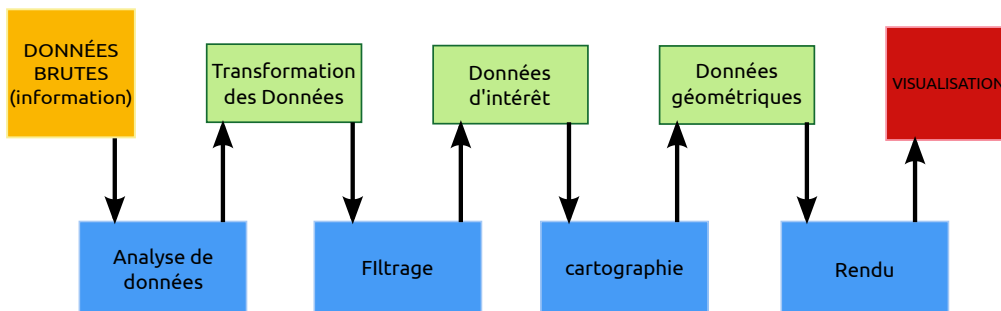 DONNÉES
BRUTES
(information)
Transformation
des Données
Données
d'intérêt
Données
géométriques
VISUALISATION
Analyse de
données
FIltrage
cartographie
Rendu